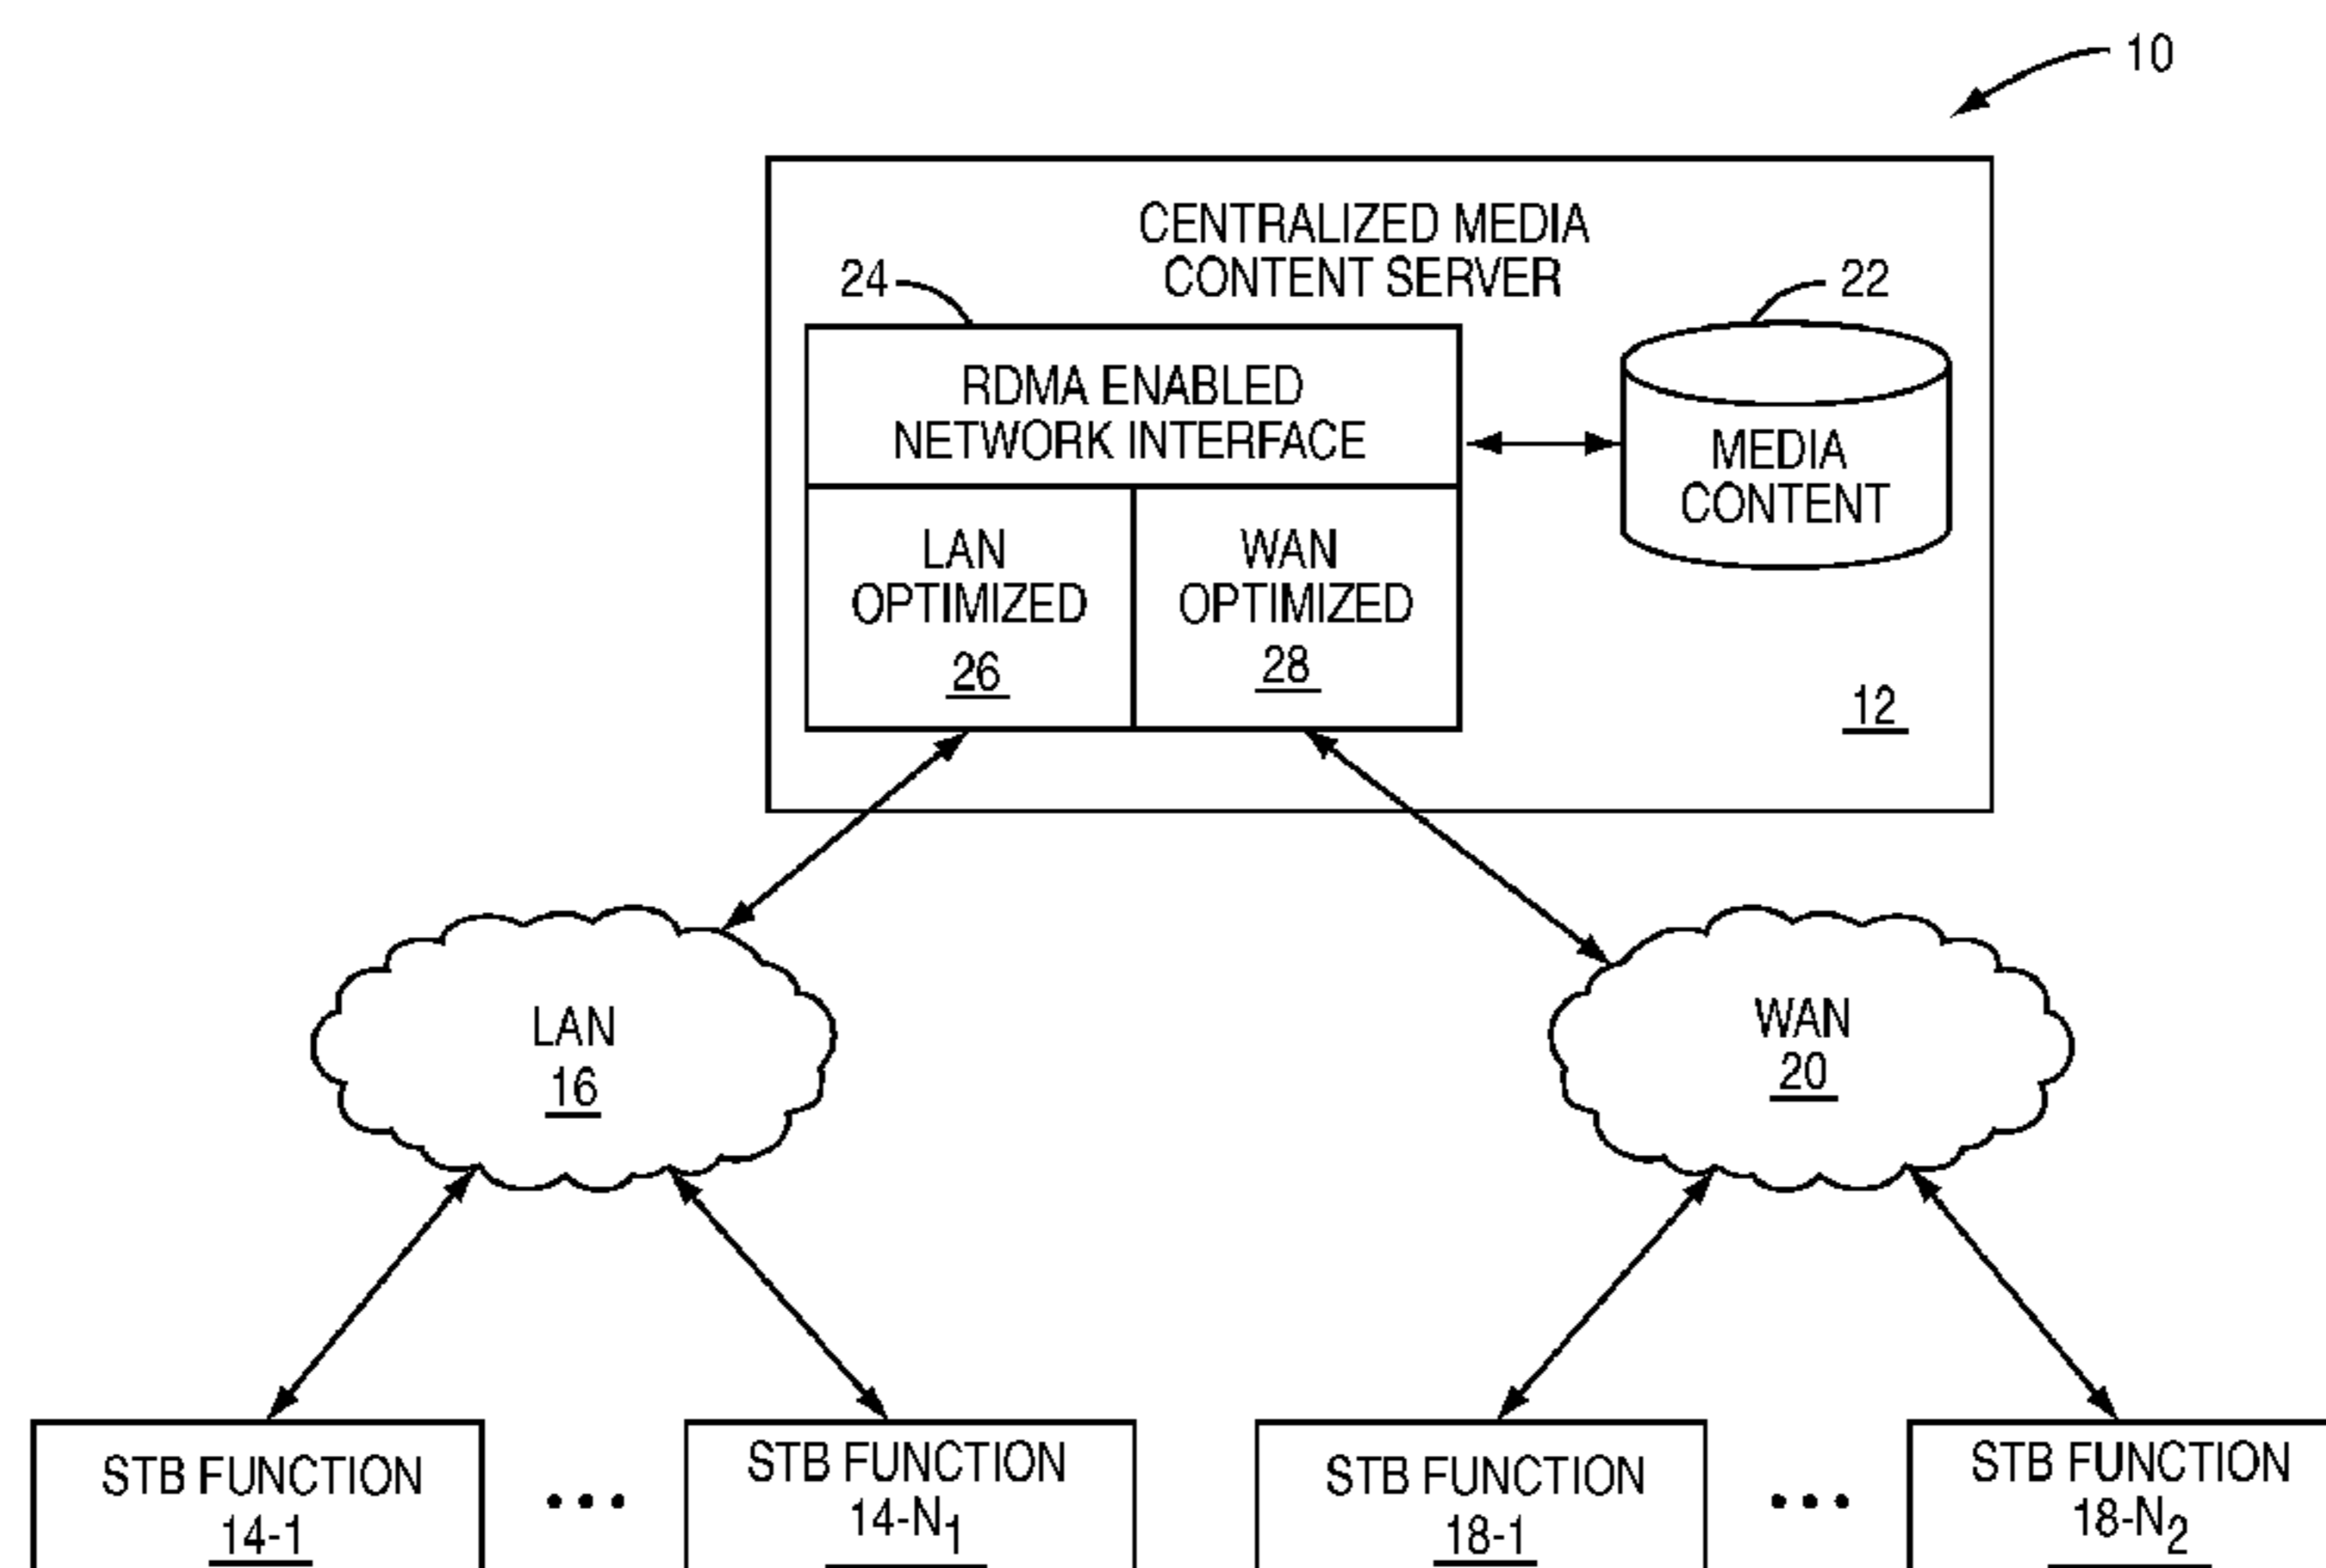 10
CENTRALIZED MEDIA
CONTENT SERVER
24
22
RDMA ENABLED
NETWORK INTERFACE
MEDIA
CONTENT
LAN
OPTIMIZED
26
WAN
OPTIMIZED
28
12
LAN
16
WAN
20
STB FUNCTION
14-1
• • •
STB FUNCTION
14-N₁
STB FUNCTION
18-1
• • •
STB FUNCTION
18-N₂